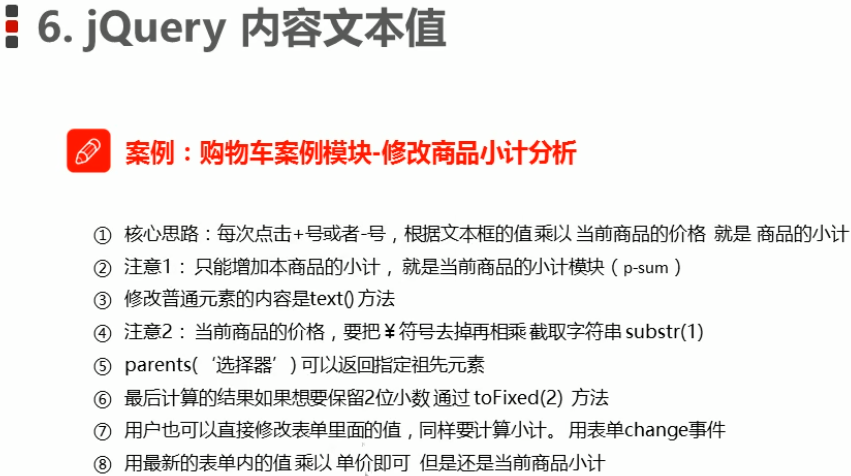 6. jQuery 内容文本值
案例：购物车案例模块-修改商品小计分析
① 核心思路：每次点击+号或者-号，根据文本框的值 乘以 当前商品的价格 就是 商品的小计
② 注意1： 只能增加本商品的小计， 就是当前商品的小计模块（p-sum）
③ 修改普通元素的内容是text() 方法
④ 注意2： 当前商品的价格，要把￥符号去掉再相乘 截取字符串 substr(1)
⑤ parents(‘选择器’) 可以返回指定祖先元素
⑥ 最后计算的结果如果想要保留2位小数 通过 toFixed(2) 方法
⑦ 用户也可以直接修改表单里面的值，同样要计算小计。 用表单change事件
⑧ 用最新的表单内的值 乘以 单价即可 但是还是当前商品小计